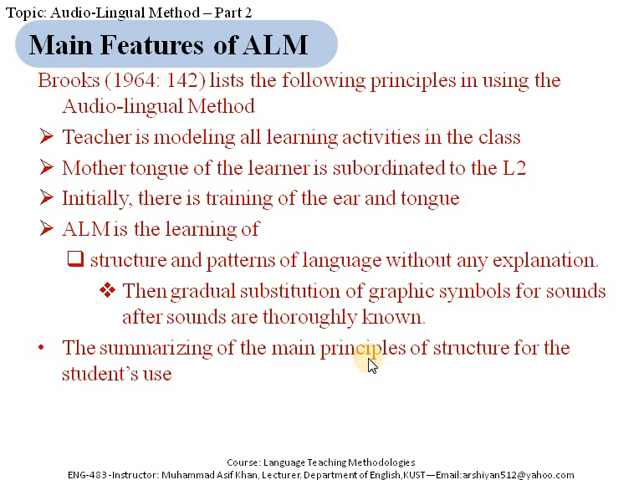 Topic: Audio-Lingual Method – Part 2
Main Features of ALM
Brooks (1964: 142) lists the following principles in using the
Audio-lingual Method
➢ Teacher is modeling all learning activities in the class
➢ Mother tongue of the learner is subordinated to the L2
➢ Initially, there is training of the ear and tongue
➢ ALM is the learning of
❑ structure and patterns of language without any explanation.
❖ Then gradual substitution of graphic symbols for sounds
after sounds are thoroughly known.
• The summarizing of the main principles of structure for the
student's use
Course: Language Teaching Methodologies
ENG-483 -Instructor: Muhammad Asif Khan, Lecturer. Department of English,KUST—Email:arshiyan512@yahoo.com